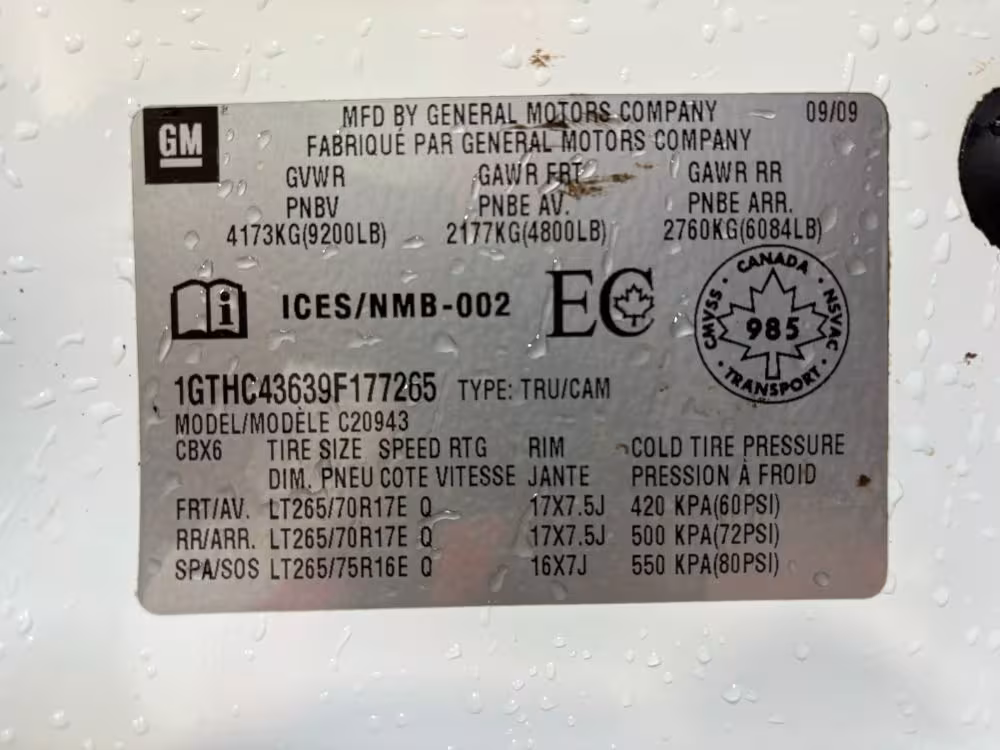 GM
MFD BY GENERAL MOTORS COMPANY 09/09
FABRIQUÉ PAR GENERAL MOTORS COMPANY
GVWR GAWR FRT GAWR RR
PNBV PNBE AV. PNBE ARR.
4173KG(9200LB) 2177KG(4800LB) 2760KG(6084LB)
i ICES/NMB-002 EC
CANADA
CMVSS 985 NSVAC
TRANSPORT
1GTHC43639F177265 TYPE: TRU/CAM
MODEL/MODÈLE C20943
CBX6 TIRE SIZE SPEED RTG RIM COLD TIRE PRESSURE
DIM. PNEU COTE VITESSE JANTE PRESSION À FROID
FRT/AV. LT265/70R17E Q 17X7.5J 420 KPA(60PSI)
RR/ARR. LT265/70R17E Q 17X7.5J 500 KPA(72PSI)
SPA/SOS LT265/75R16E Q 16X7J 550 KPA(80PSI)